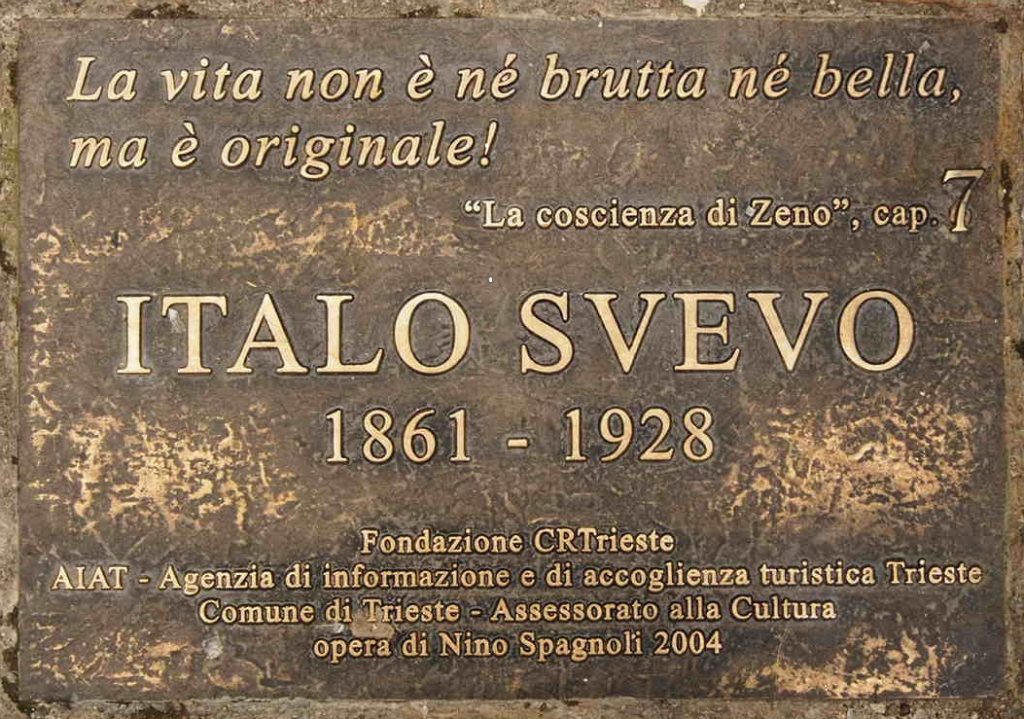 La vita non è né brutta né bella,
ma è originale!
“La coscienza di Zeno”, cap. 7
ITALO SVEVO
1861 - 1928
Fondazione CRTrieste
AIAT - Agenzia di informazione e di accoglienza turistica Trieste
Comune di Trieste - Assessorato alla Cultura
opera di Nino Spagnoli 2004